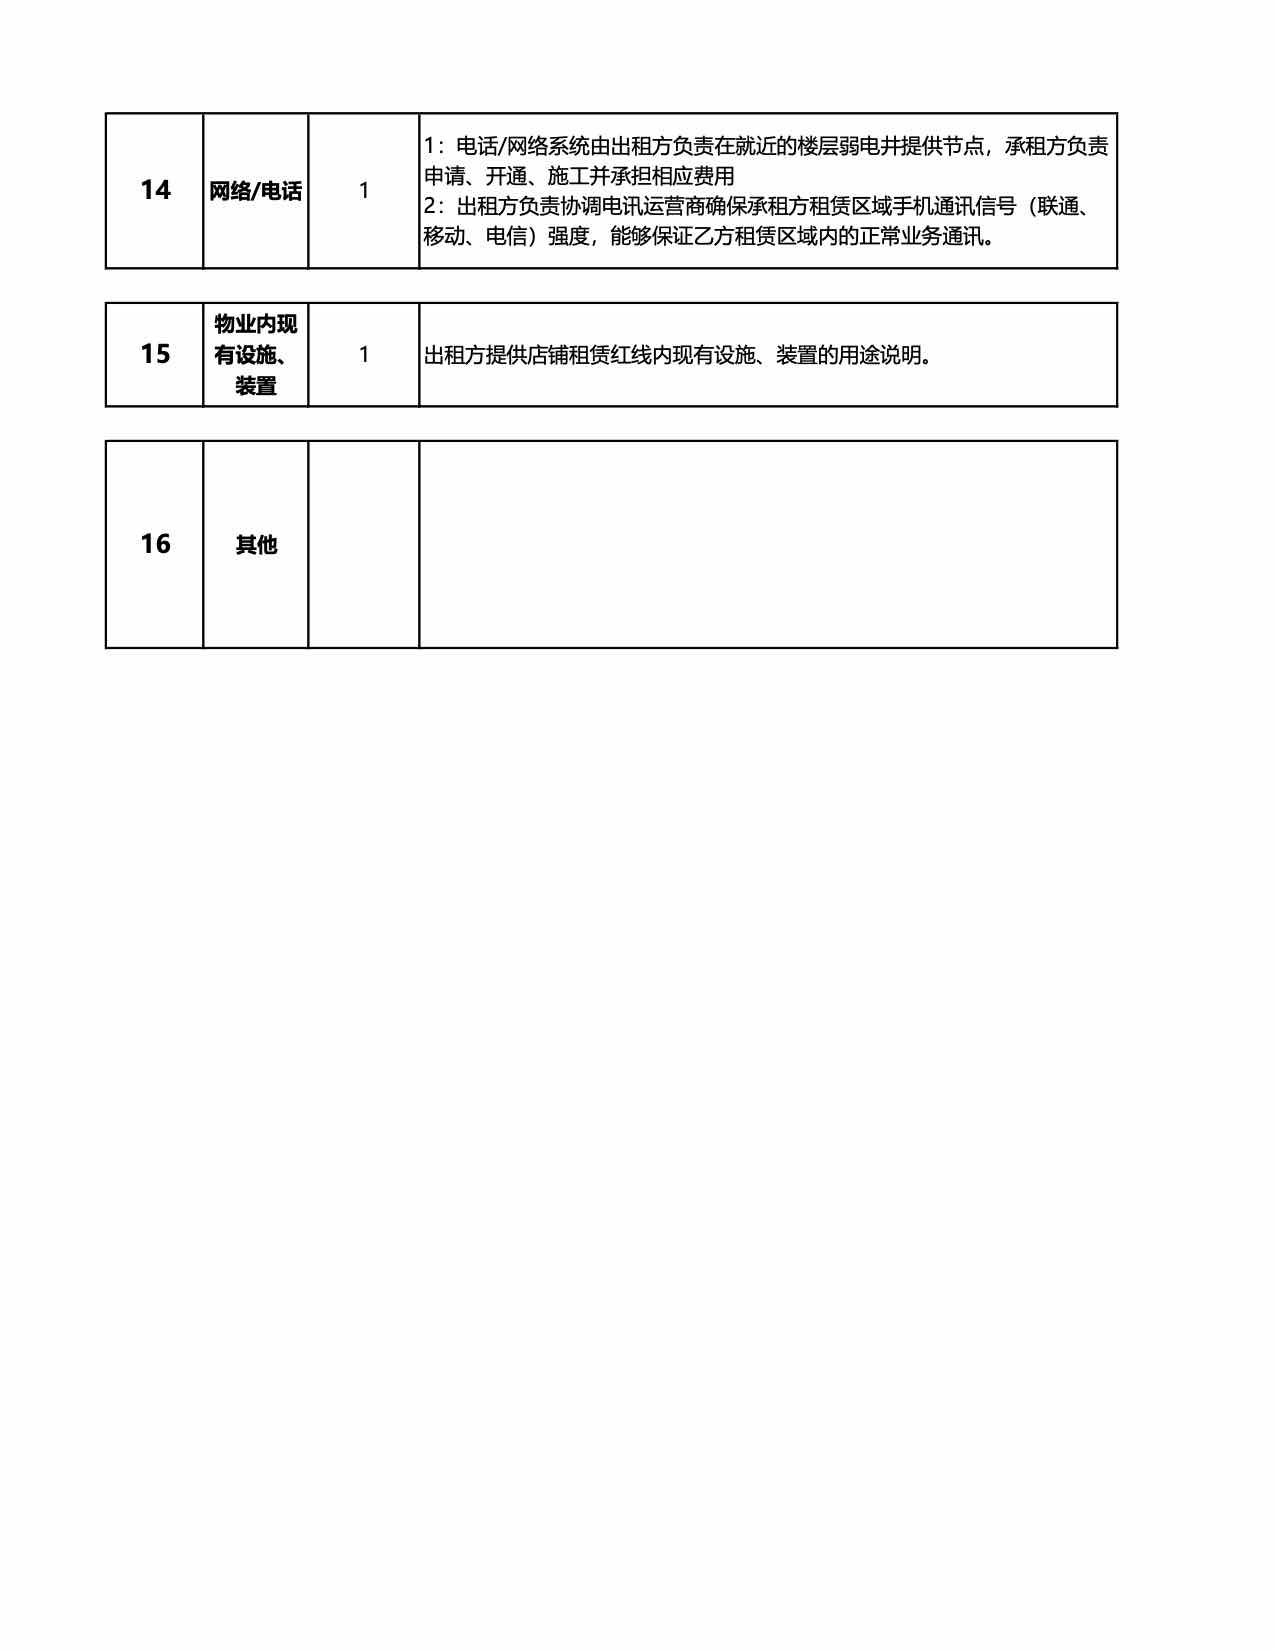 14
网络/电话
1
1：电话/网络系统由出租方负责在就近的楼层弱电井提供节点，承租方负责
申请、开通、施工并承担相应费用
2：出租方负责协调电讯运营商确保承租方租赁区域手机通讯信号（联通、
移动、电信）强度，能够保证乙方租赁区域内的正常业务通讯。
15
物业内现
有设施、
装置
1
出租方提供店铺租赁红线内现有设施、装置的用途说明。
16
其他